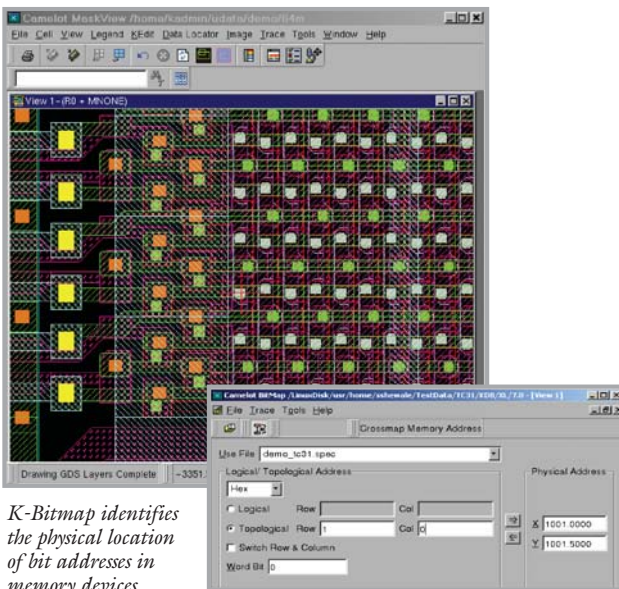 Camelot MaskView /home/kadmin/udata/demo/ti4m
File Cell View Legend KEdit Data Locator Image Trace Tools Window Help
View 1-(R0 + MNONE)
Drawing GDS Layers Complete -3351.
Camelot BitMap /LinuxDisk/usr/home/sshewale/TestData/TC31/KDB/XL/7.0 - [View 1]
File Trace Tools Help
Crossmap Memory Address
Use File demo_tc31.spec
Logical/Topological Address
Physical Address
Hex
Logical Row Col
Topological Row 1 Col 0
X 1001.0000
Switch Row & Column
Y 1001.5000
Word Bit 0
K-Bitmap identifies
the physical location
of bit addresses in
memory devices